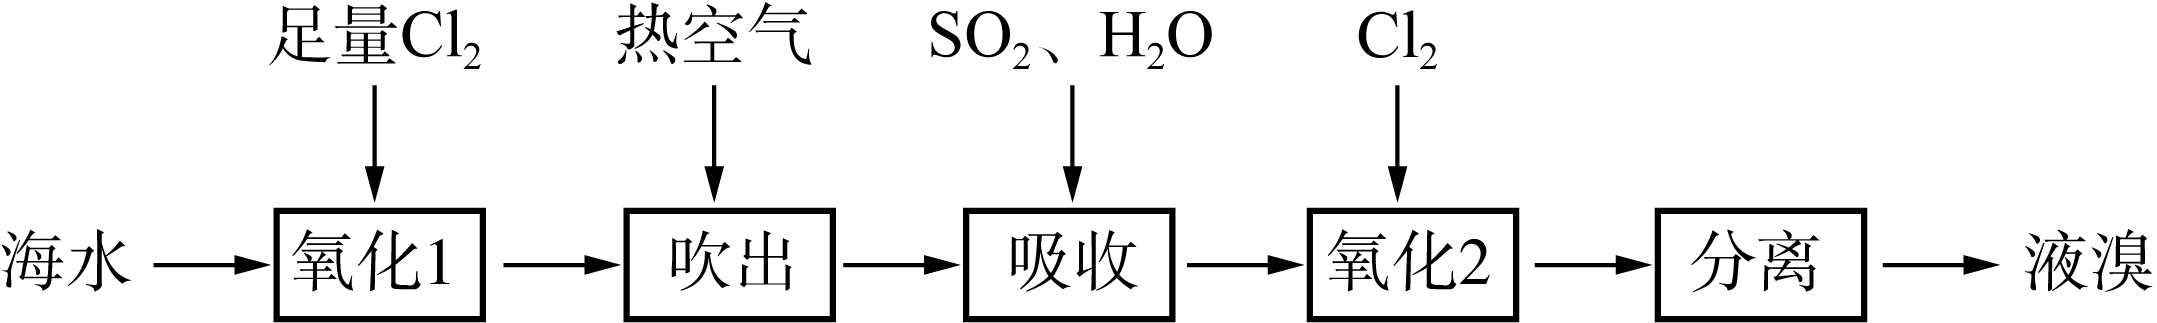 足量Cl₂ 热空气 SO₂、H₂O Cl₂
海水 氧化1 吹出 吸收 氧化2 分离 液溴